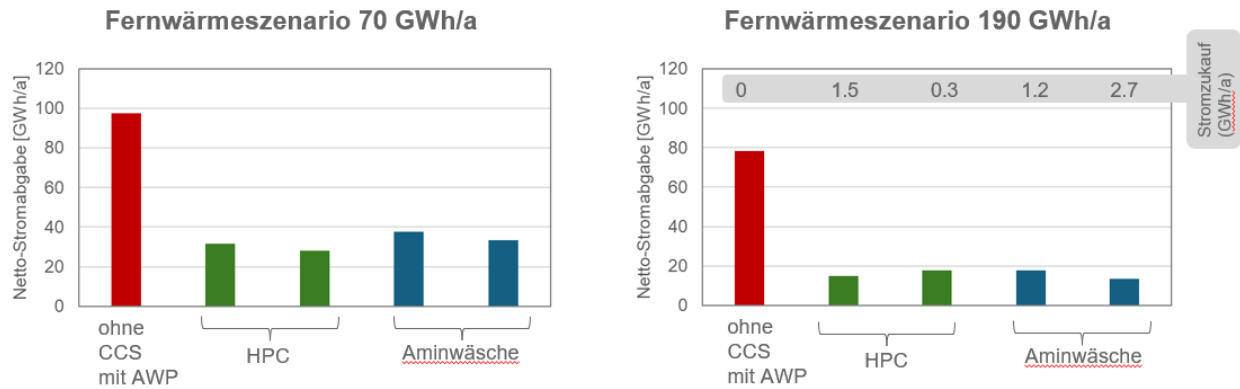 Fernwärmeszenario 70 GWh/a
Netto-Stromabgabe [GWh/a]
120
100
80
60
40
20
0
ohne
CCS
mit AWP
HPC
Aminwäsche
Fernwärmeszenario 190 GWh/a
Netto-Stromabgabe [GWh/a]
120
100
80
60
40
20
0
0 1.5 0.3 1.2 2.7
Stromzukauf
(GWh/a)
ohne
CCS
mit AWP
HPC
Aminwäsche